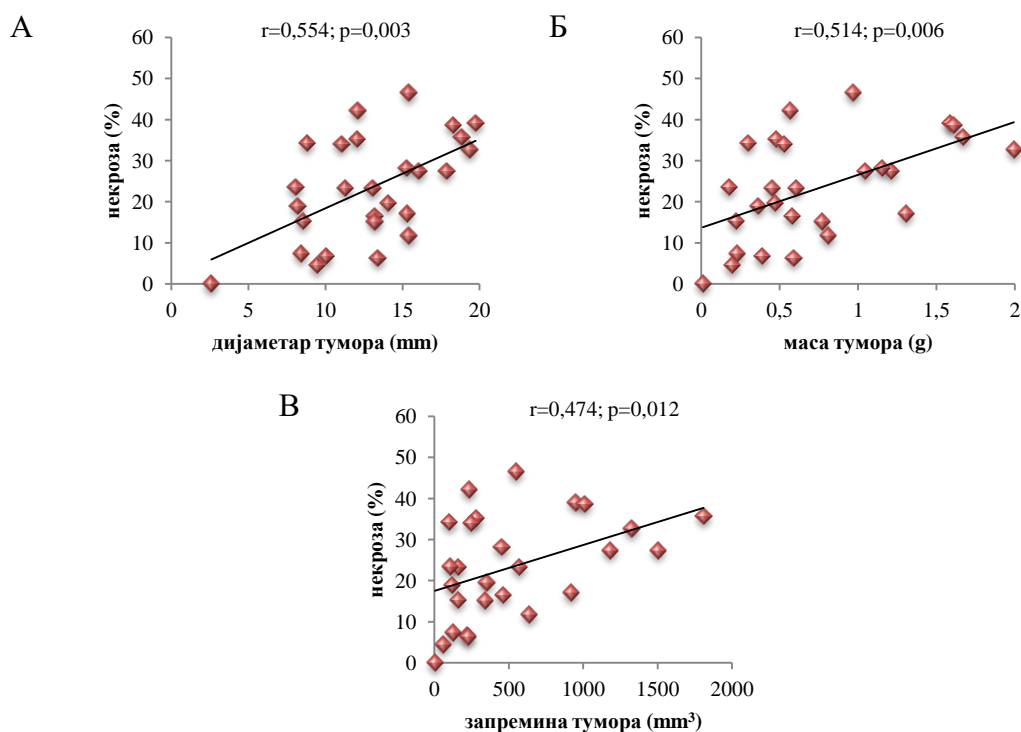 А
r=0,554; p=0,003
некроза (%)
60
50
40
30
20
10
0
0 5 10 15 20
дијаметар тумора (mm)
Б
r=0,514; p=0,006
некроза (%)
60
50
40
30
20
10
0
0 0,5 1 1,5 2
маса тумора (g)
В
r=0,474; p=0,012
некроза (%)
60
50
40
30
20
10
0
0 500 1000 1500 2000
запремина тумора (mm³)